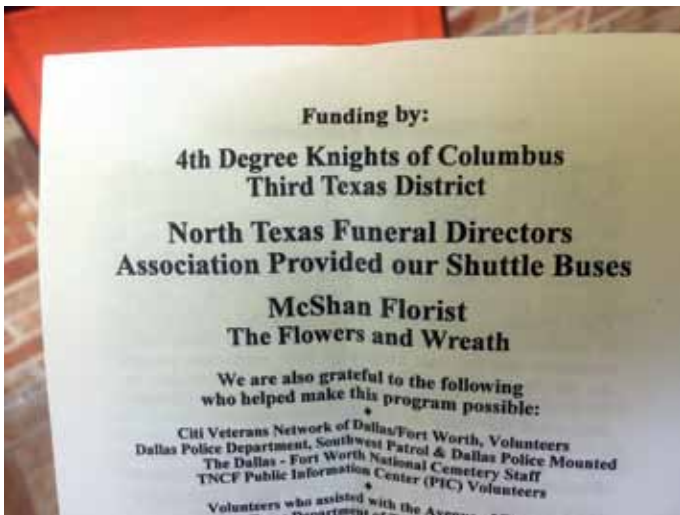 Funding by:
4th Degree Knights of Columbus
Third Texas District
North Texas Funeral Directors
Association Provided our Shuttle Buses
McShan Florist
The Flowers and Wreath
We are also grateful to the following
who helped make this program possible:
•
Citi Veterans Network of Dallas/Fort Worth, Volunteers
Dallas Police Department, Southwest Patrol & Dallas Police Mounted
The Dallas - Fort Worth National Cemetery Staff
TNCF Public Information Center (PIC) Volunteers
•
Volunteers who assisted with the
Department of